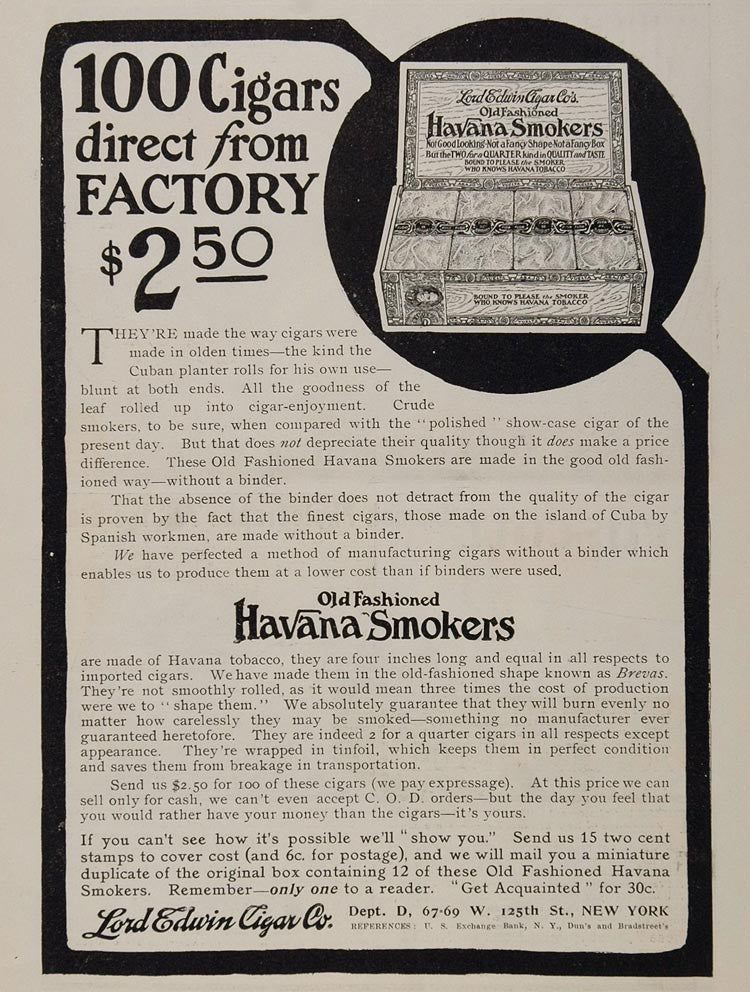 100 Cigars
direct from
FACTORY
$2 50
Lord Edwin Cigar Co's.
Old Fashioned
Havana Smokers
Not Good Looking-Not a Fancy Shape-Not a Fancy Box
But the TWO for a QUARTER kind in QUALITY and TASTE
BOUND TO PLEASE the SMOKER
WHO KNOWS HAVANA TOBACCO
BOUND TO PLEASE the SMOKER
WHO KNOWS HAVANA TOBACCO
THEY'RE made the way cigars were
made in olden times—the kind the
Cuban planter rolls for his own use—
blunt at both ends. All the goodness of the
leaf rolled up into cigar-enjoyment. Crude
smokers, to be sure, when compared with the "polished" show-case cigar of the
present day. But that does not depreciate their quality though it does make a price
difference. These Old Fashioned Havana Smokers are made in the good old fash-
ioned way—without a binder.
That the absence of the binder does not detract from the quality of the cigar
is proven by the fact that the finest cigars, those made on the island of Cuba by
Spanish workmen, are made without a binder.
We have perfected a method of manufacturing cigars without a binder which
enables us to produce them at a lower cost than if binders were used.
Old Fashioned
Havana Smokers
are made of Havana tobacco, they are four inches long and equal in all respects to
imported cigars. We have made them in the old-fashioned shape known as Brevas.
They're not smoothly rolled, as it would mean three times the cost of production
were we to "shape them." We absolutely guarantee that they will burn evenly no
matter how carelessly they may be smoked—something no manufacturer ever
guaranteed heretofore. They are indeed 2 for a quarter cigars in all respects except
appearance. They're wrapped in tinfoil, which keeps them in perfect condition
and saves them from breakage in transportation.
Send us $2.50 for 100 of these cigars (we pay expressage). At this price we can
sell only for cash, we can't even accept C. O. D. orders—but the day you feel that
you would rather have your money than the cigars—it's yours.
If you can't see how it's possible we'll "show you." Send us 15 two cent
stamps to cover cost (and 6c. for postage), and we will mail you a miniature
duplicate of the original box containing 12 of these Old Fashioned Havana
Smokers. Remember—only one to a reader. "Get Acquainted" for 30c.
Lord Edwin Cigar Co. Dept. D, 67-69 W. 125th St., NEW YORK
REFERENCES: U. S. Exchange Bank, N. Y., Dun's and Bradstreet's